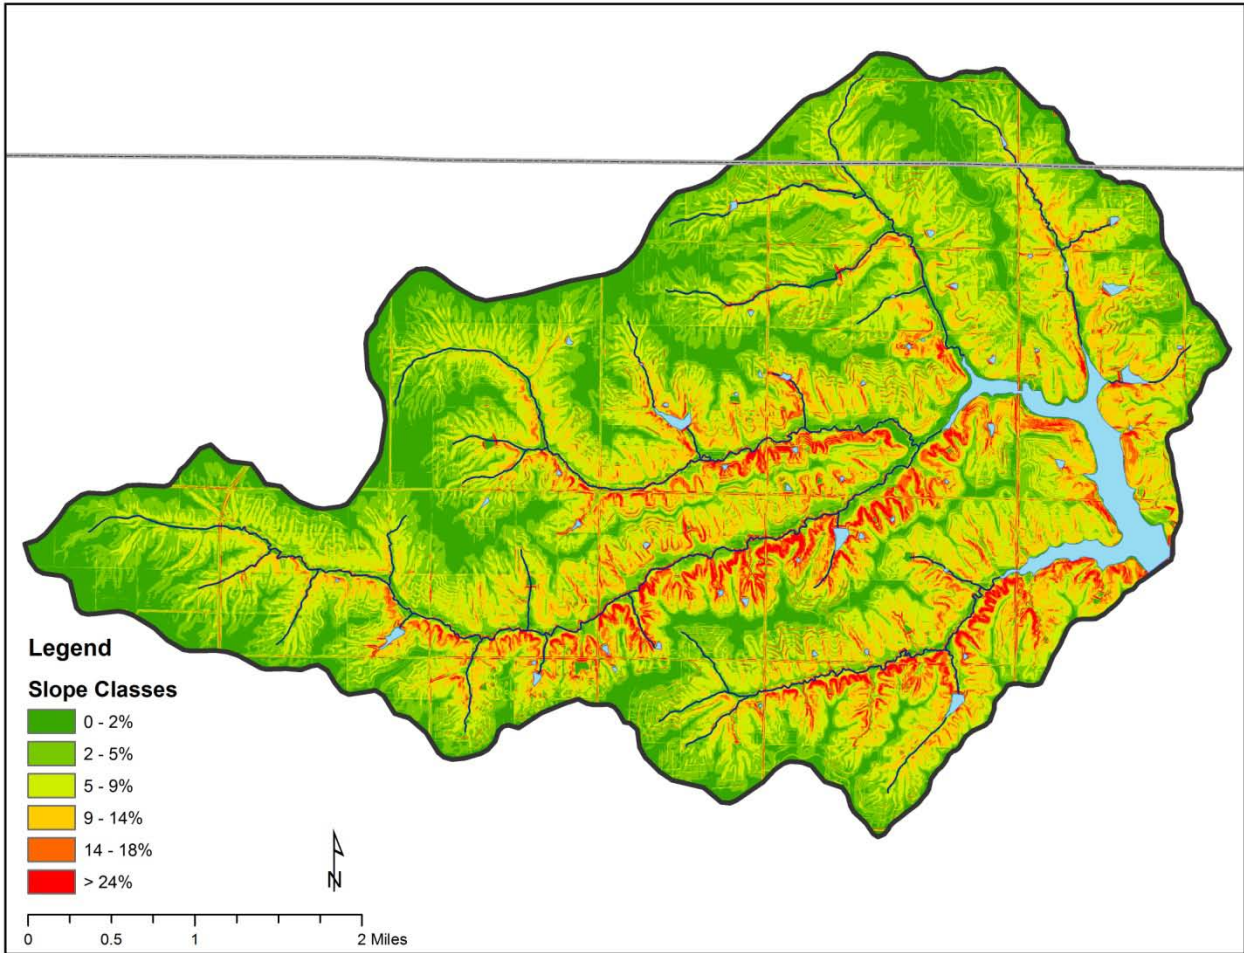 Legend
Slope Classes
0 - 2%
2 - 5%
5 - 9%
9 - 14%
14 - 18%
> 24%
N
0 0.5 1 2 Miles